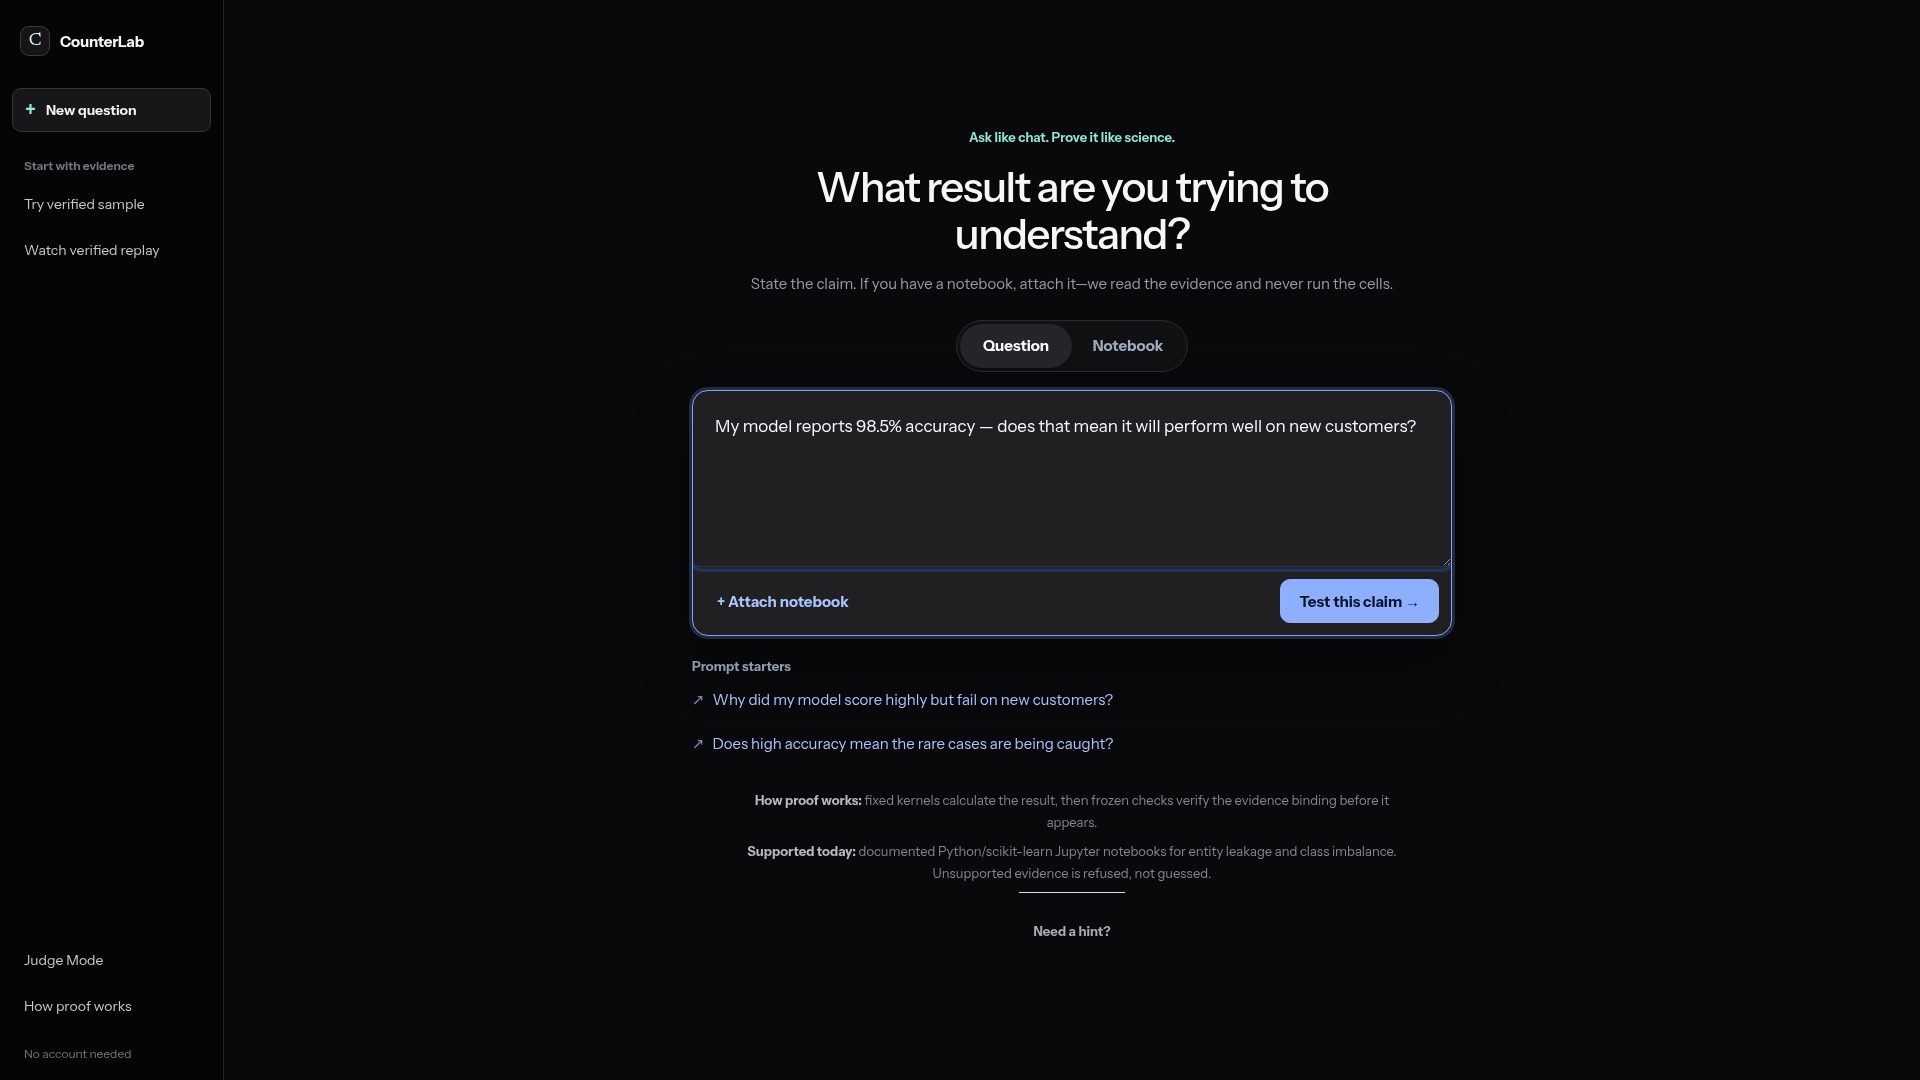 C CounterLab
+ New question
Start with evidence
Try verified sample
Watch verified replay
Judge Mode
How proof works
No account needed
Ask like chat. Prove it like science.
What result are you trying to
understand?
State the claim. If you have a notebook, attach it—we read the evidence and never run the cells.
Question Notebook
My model reports 98.5% accuracy — does that mean it will perform well on new customers?
+ Attach notebook Test this claim →
Prompt starters
↗ Why did my model score highly but fail on new customers?
↗ Does high accuracy mean the rare cases are being caught?
How proof works: fixed kernels calculate the result, then frozen checks verify the evidence binding before it
appears.
Supported today: documented Python/scikit-learn Jupyter notebooks for entity leakage and class imbalance.
Unsupported evidence is refused, not guessed.
Need a hint?